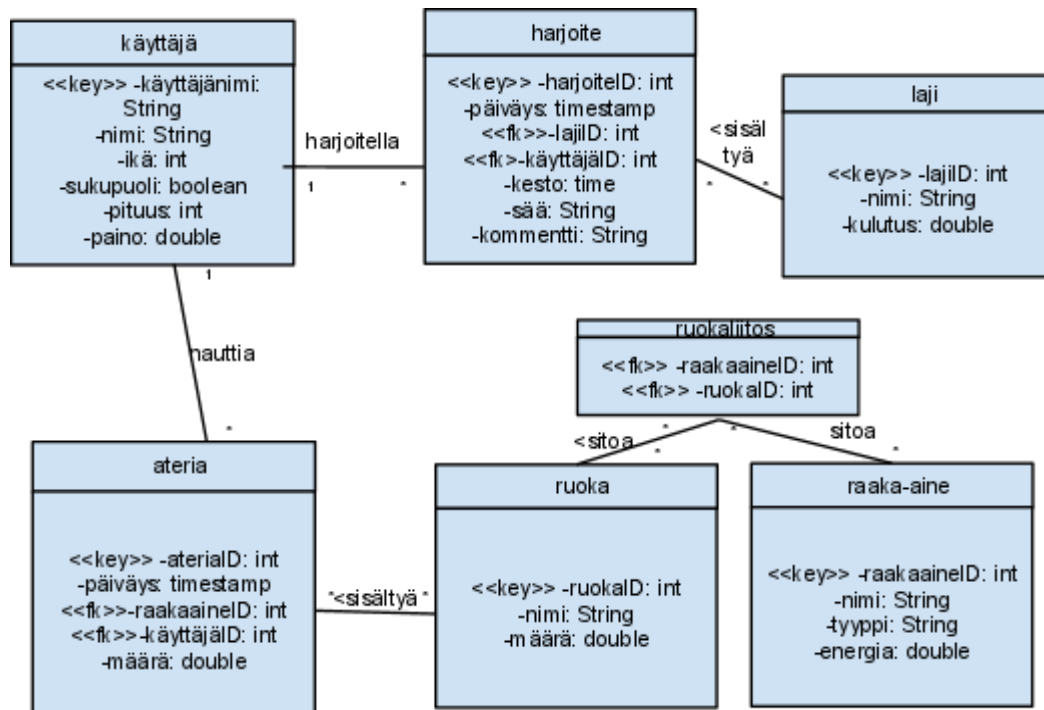 käyttäjä
<<key>> -käyttäjänimi:
String
-nimi: String
-ikä: int
-sukupuoli: boolean
-pituus: int
-paino: double
harjoitella
1
*
harjoite
<<key>> -harjoiteID: int
-päiväys: timestamp
<<fk>>-lajiID: int
<<fk>-käyttäjäID: int
-kesto: time
-sää: String
-kommentti: String
<sisäl
tyä
*
*
laji
<<key>> -lajiID: int
-nimi: String
-kulutus: double
1
nauttia
*
ruokaliitos
<<fk>> -raakaaineID: int
<<fk>> -ruokaID: int
<sitoa
*
*
*
sitoa
*
ateria
<<key>> -ateriaID: int
-päiväys: timestamp
<<fk>>-raakaaineID: int
<<fk>>-käyttäjäID: int
-määrä: double
*<sisältyä *
ruoka
<<key>> -ruokaID: int
-nimi: String
-määrä: double
raaka-aine
<<key>> -raakaaineID: int
-nimi: String
-tyyppi: String
-energia: double